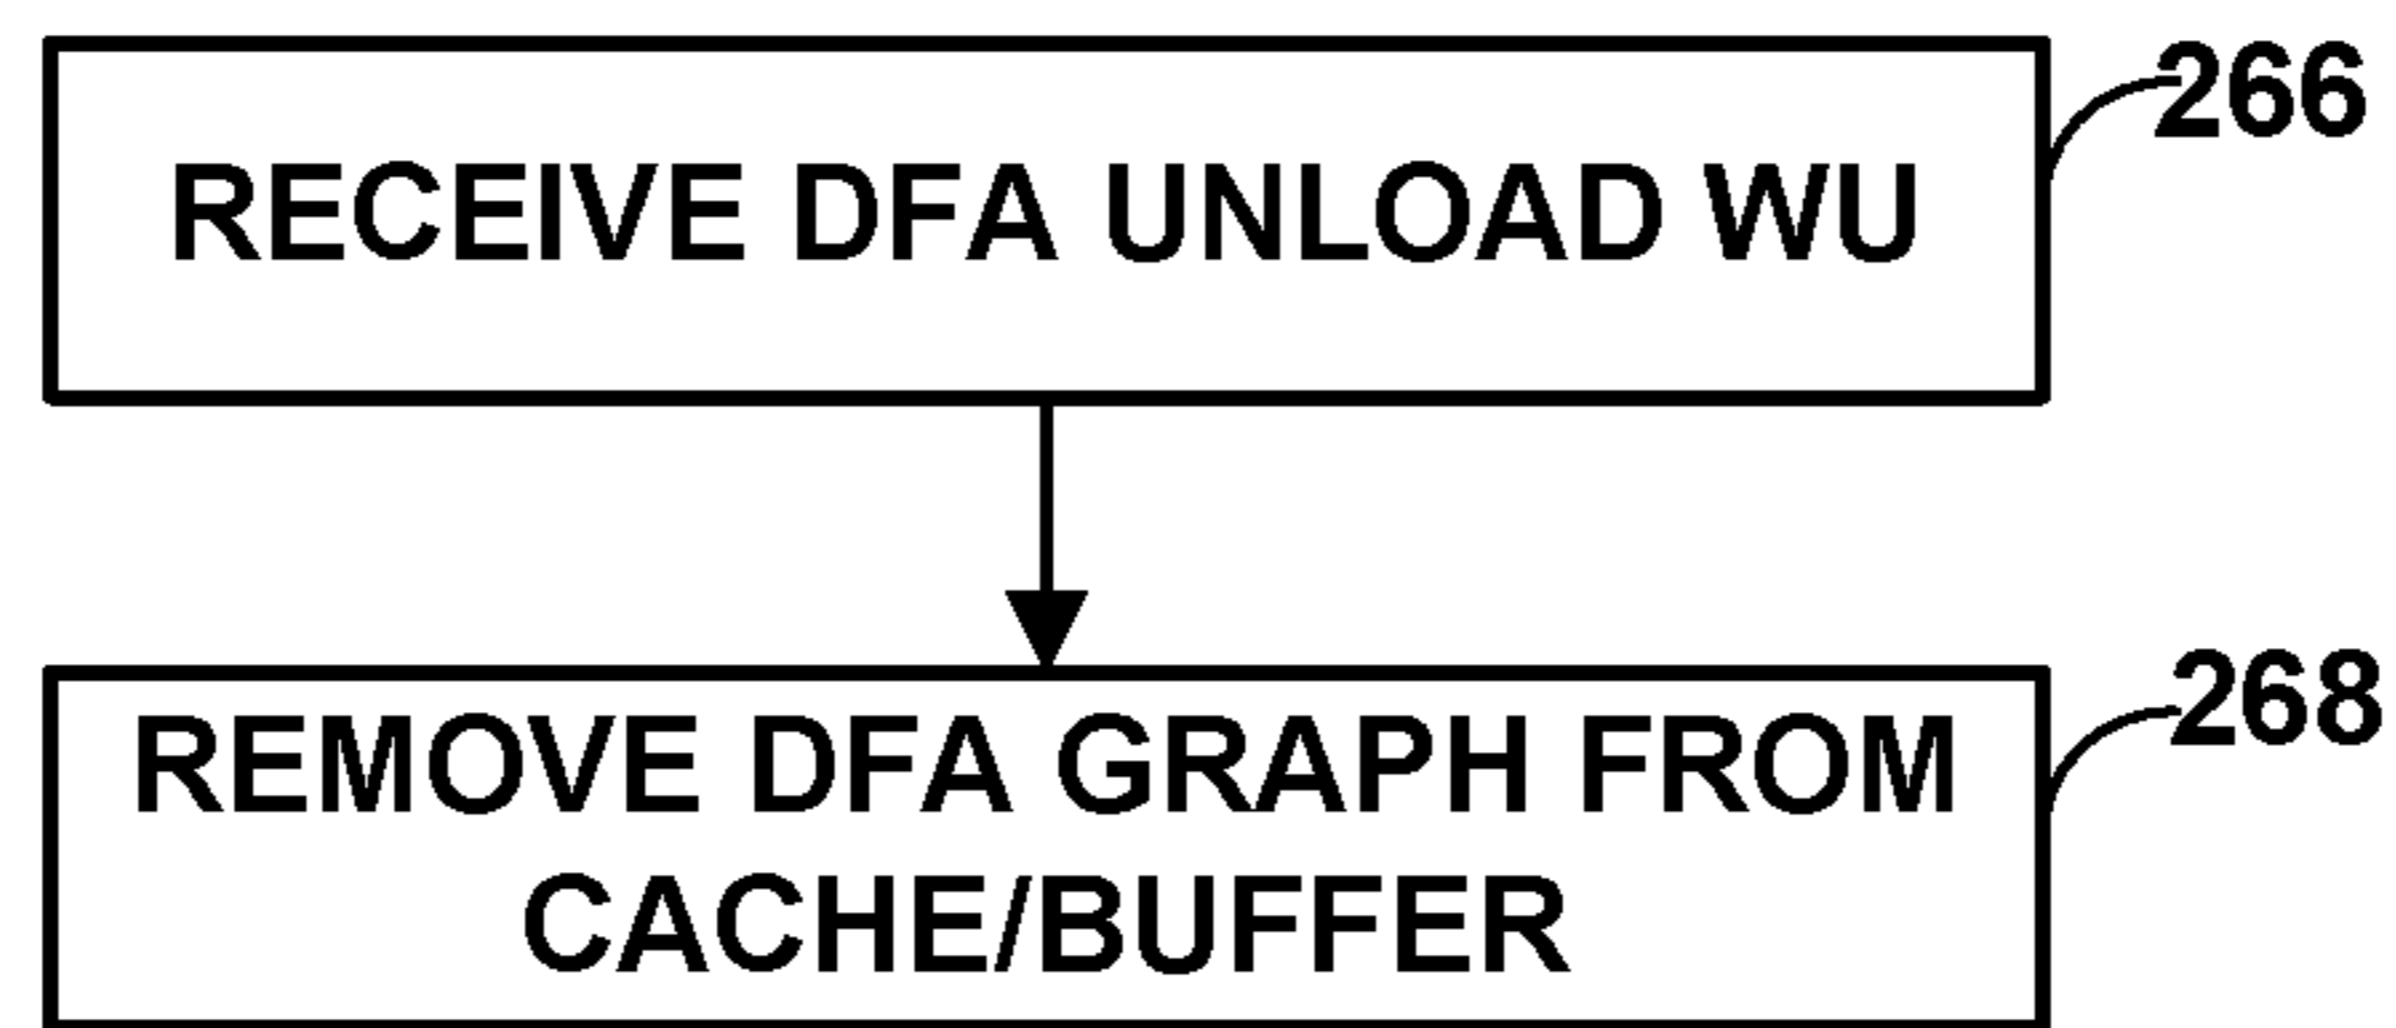 RECEIVE DFA UNLOAD WU
266
REMOVE DFA GRAPH FROM
CACHE/BUFFER
268